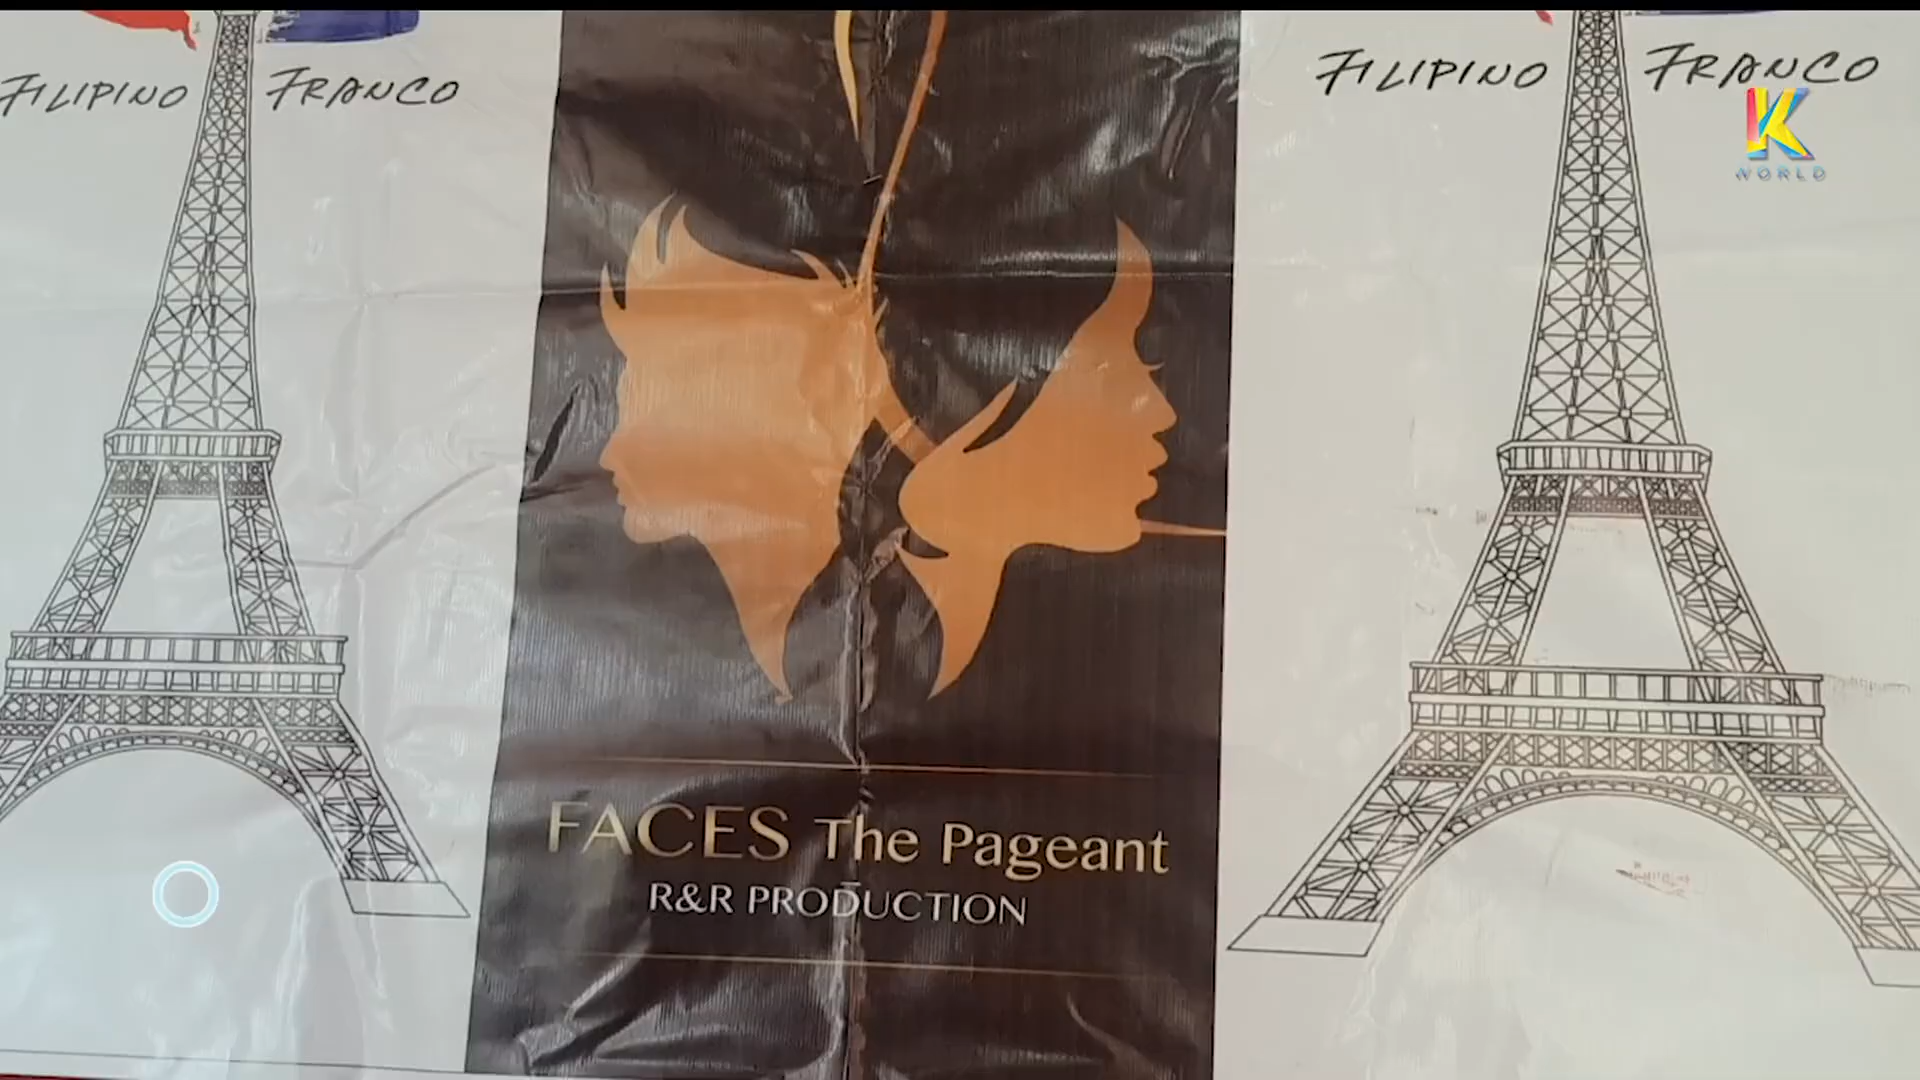 FILIPINO FRANCO
FILIPINO FRANCO
K
WORLD
FACES The Pageant
R&R PRODUCTION